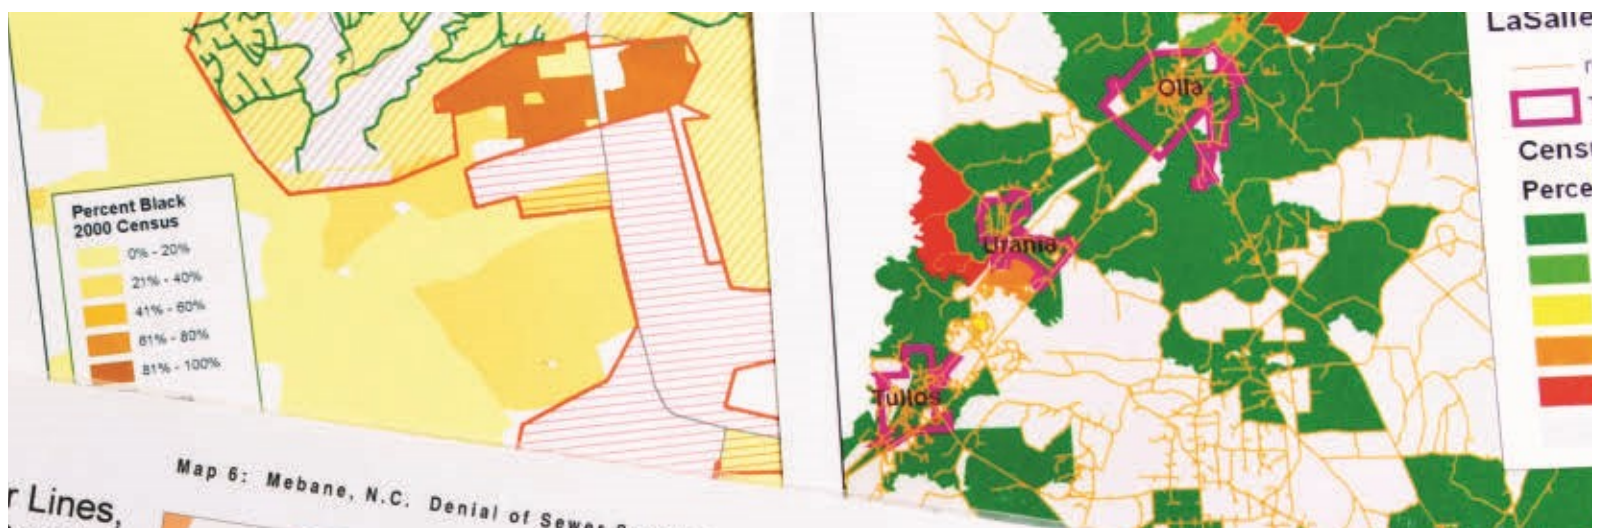 Percent Black
2000 Census
0% - 20%
21% - 40%
41% - 60%
61% - 80%
81% - 100%
Map 6: Mebane, N.C. Denial of Sewer
r Lines,
Olla
Urania
Tullos
LaSalle
Censu
Perce